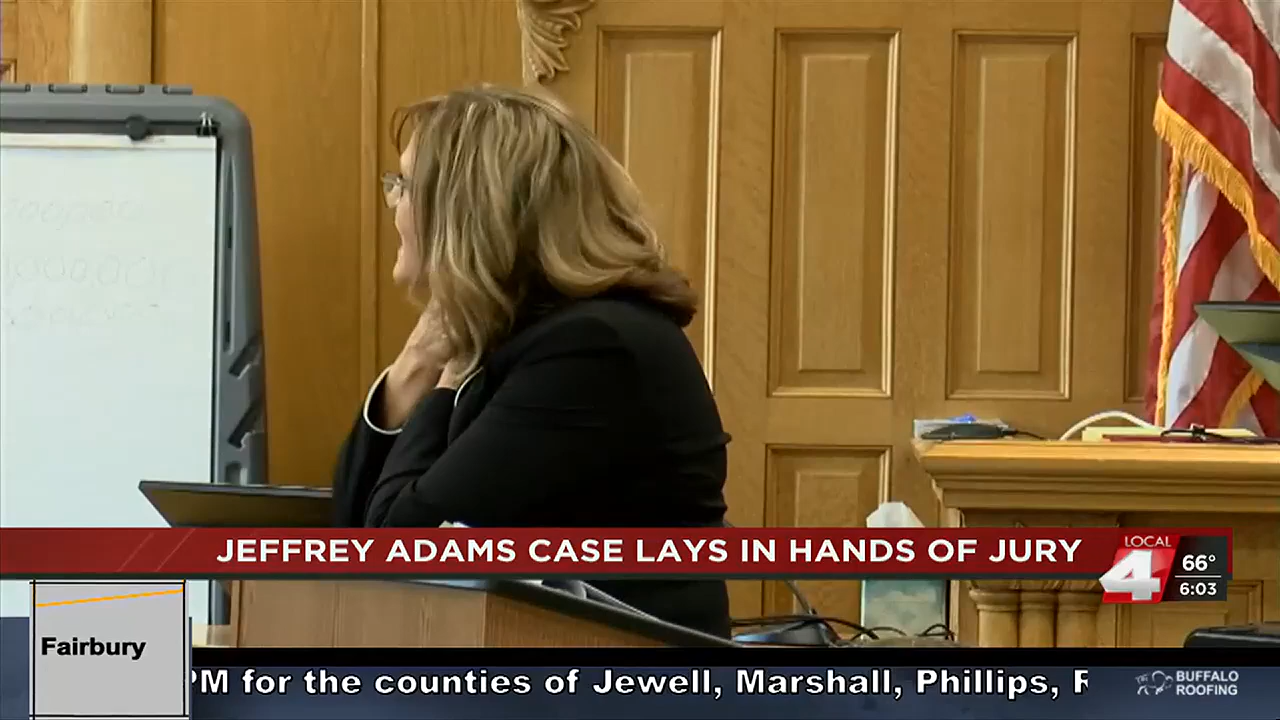 JEFFREY ADAMS CASE LAYS IN HANDS OF JURY
LOCAL
4
66°
6:03
Fairbury
PM for the counties of Jewell, Marshall, Phillips, R
THE
BUFFALO
ROOFING